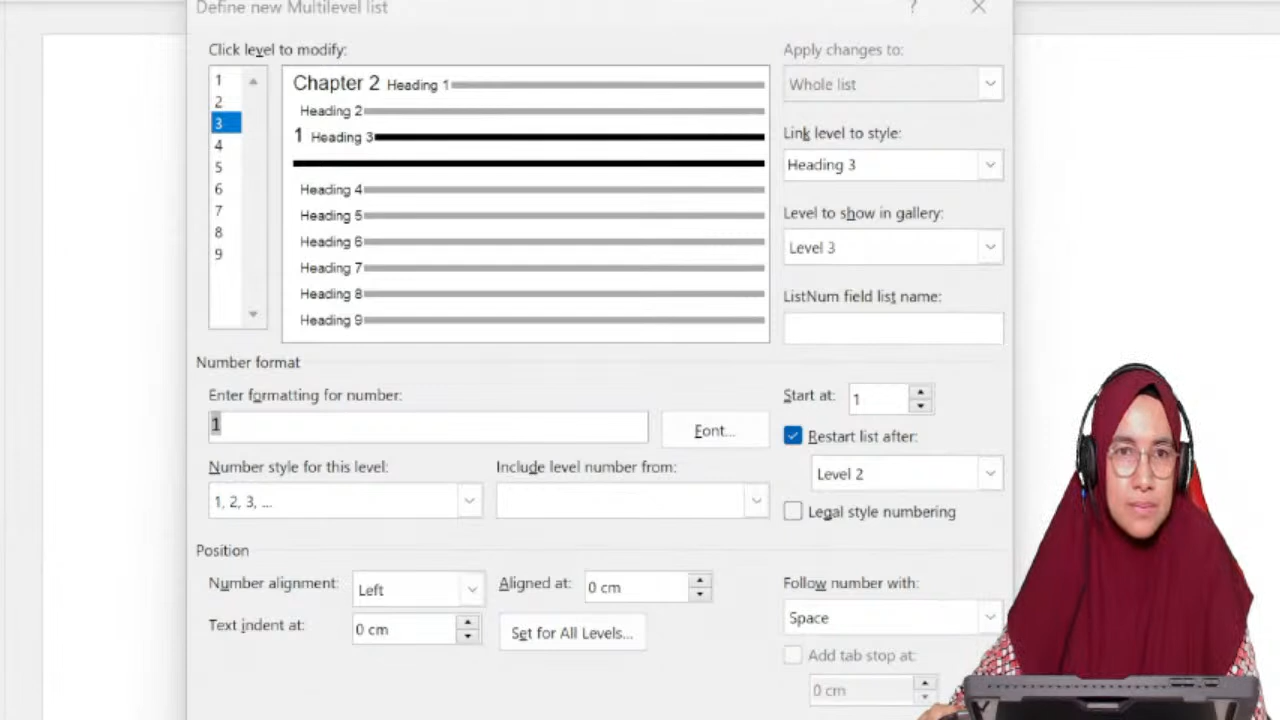 Define new Multilevel list
?
Click level to modify:
Apply changes to:
1
2
3
4
5
6
7
8
9
Chapter 2 Heading 1
Heading 2
1 Heading 3
Heading 4
Heading 5
Heading 6
Heading 7
Heading 8
Heading 9
Whole list
Link level to style:
Heading 3
Level to show in gallery:
Level 3
ListNum field list name:
Number format
Enter formatting for number:
1
Font...
Start at:
1
Restart list after:
Level 2
Number style for this level:
Include level number from:
1, 2, 3, ...
Legal style numbering
Position
Number alignment:
Left
Aligned at:
0 cm
Follow number with:
Space
Text indent at:
0 cm
Set for All Levels...
Add tab stop at:
0 cm